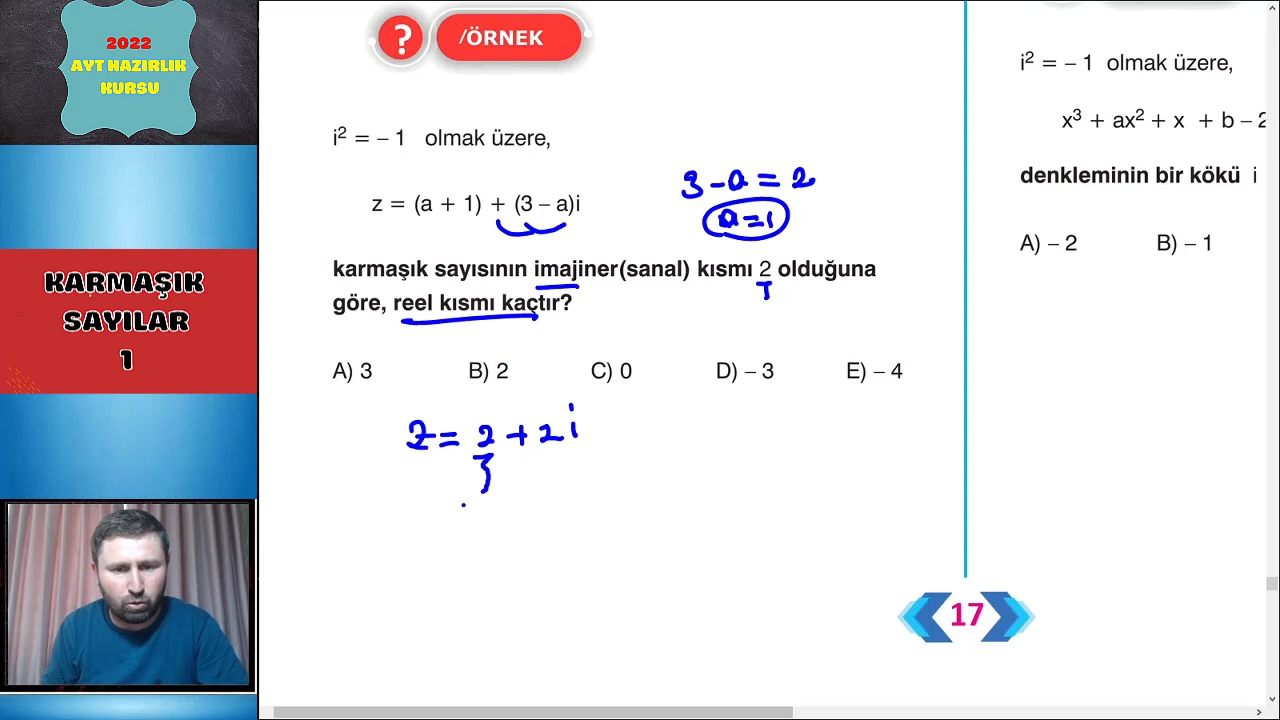 2022
AYT HAZIRLIK
KURSU
KARMAŞIK
SAYILAR
1
?
/ÖRNEK
i² = – 1 olmak üzere,
z = (a + 1) + (3 – a)i
3 - a = 2
a = 1
karmaşık sayısının imajiner(sanal) kısmı 2 olduğuna
göre, reel kısmı kaçtır?
A) 3 B) 2 C) 0 D) – 3 E) – 4
z = 2 + 2i
i² = – 1 olmak üzere,
x³ + ax² + x + b – 2
denkleminin bir kökü i
A) – 2 B) – 1
17